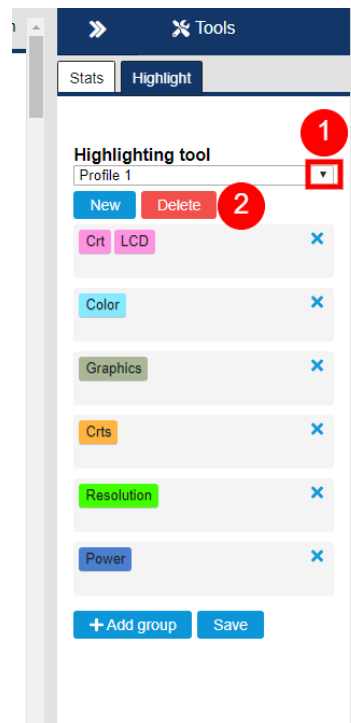 Tools
Stats Highlight
1
Highlighting tool
Profile 1
New Delete 2
Crt LCD
Color
Graphics
Crts
Resolution
Power
Add group Save